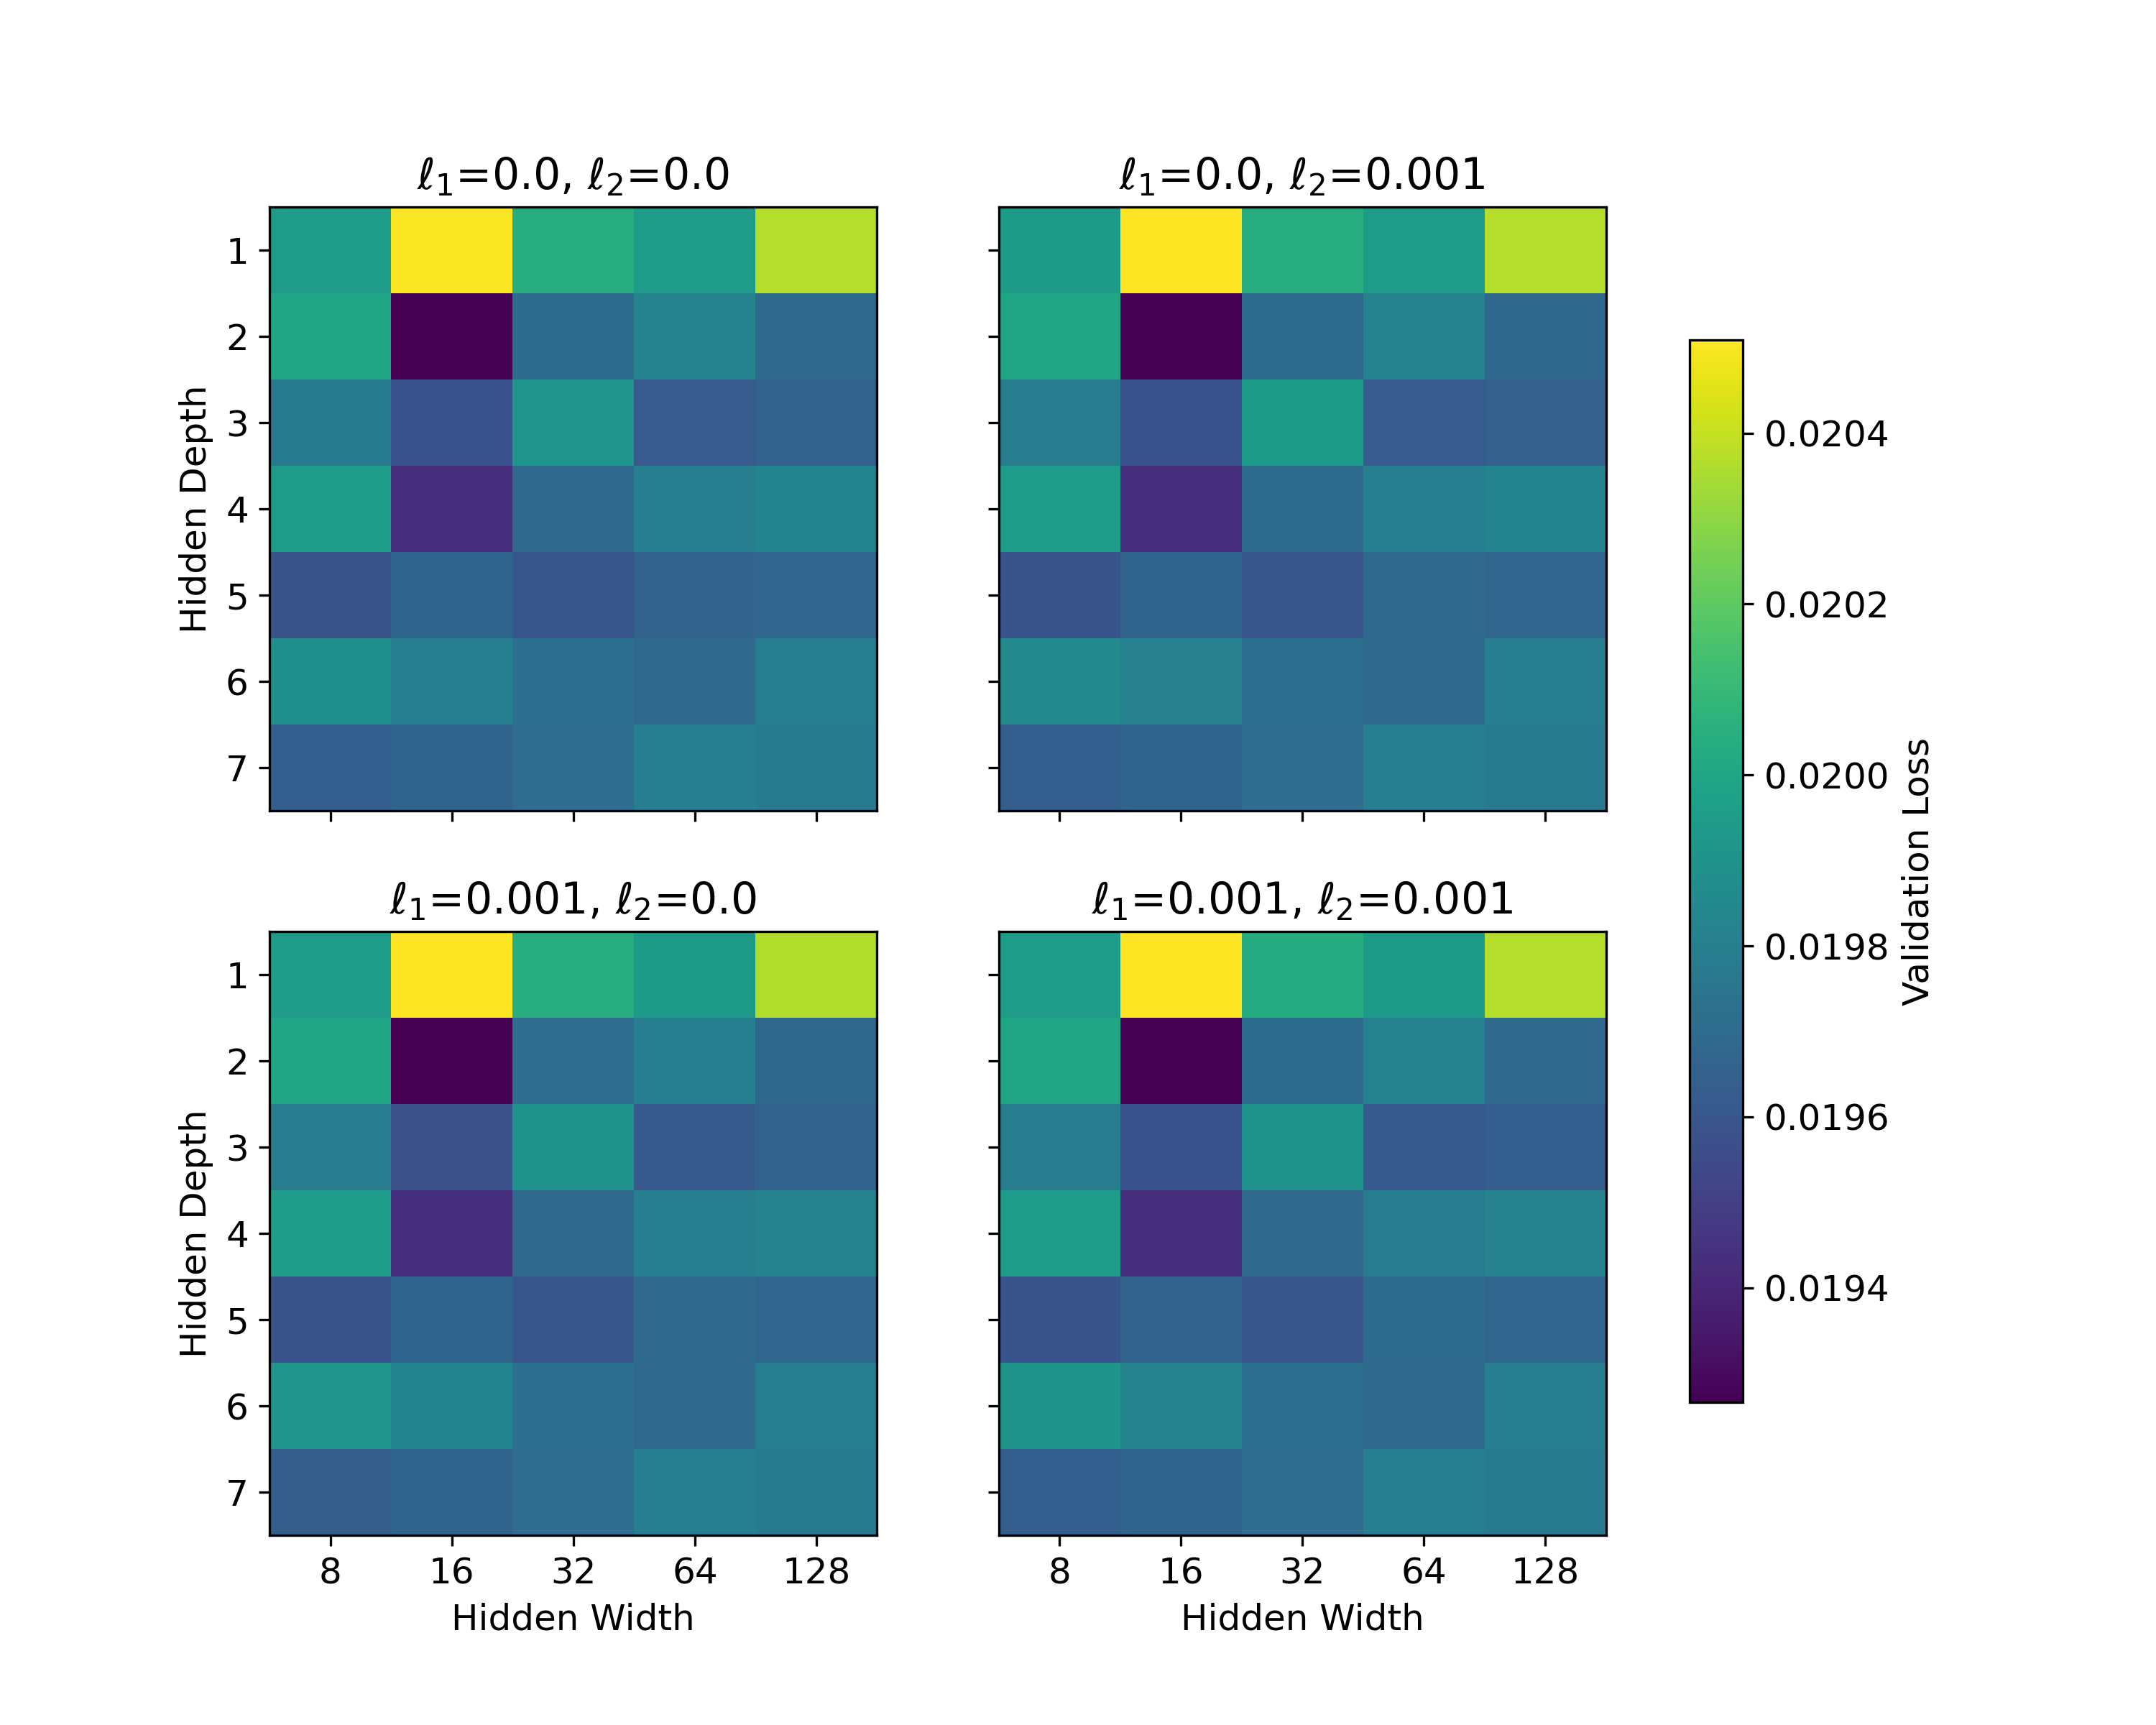 ℓ₁=0.0, ℓ₂=0.0
ℓ₁=0.0, ℓ₂=0.001
Hidden Depth
1
2
3
4
5
6
7
ℓ₁=0.001, ℓ₂=0.0
ℓ₁=0.001, ℓ₂=0.001
Hidden Depth
1
2
3
4
5
6
7
8 16 32 64 128
Hidden Width
8 16 32 64 128
Hidden Width
0.0204
0.0202
0.0200
0.0198
0.0196
0.0194
Validation Loss